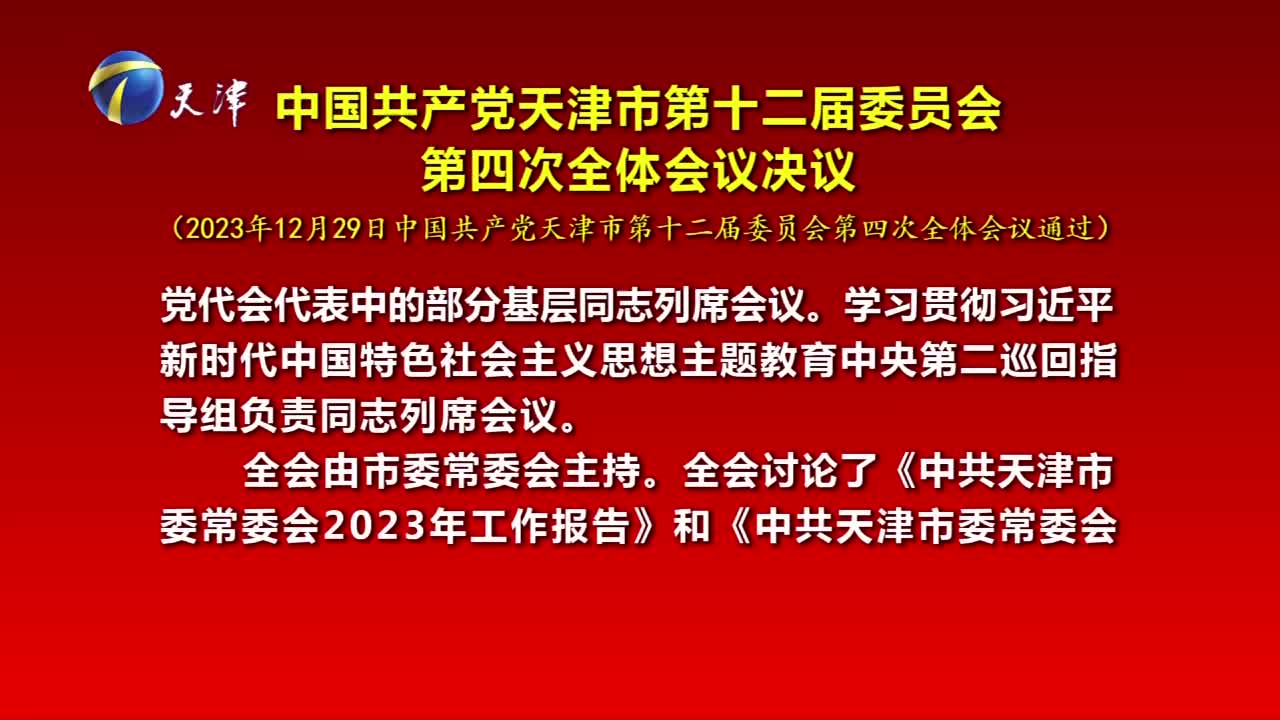 天津
中国共产党天津市第十二届委员会
第四次全体会议决议
（2023年12月29日中国共产党天津市第十二届委员会第四次全体会议通过）
党代会代表中的部分基层同志列席会议。学习贯彻习近平
新时代中国特色社会主义思想主题教育中央第二巡回指
导组负责同志列席会议。
全会由市委常委会主持。全会讨论了《中共天津市
委常委会2023年工作报告》和《中共天津市委常委会